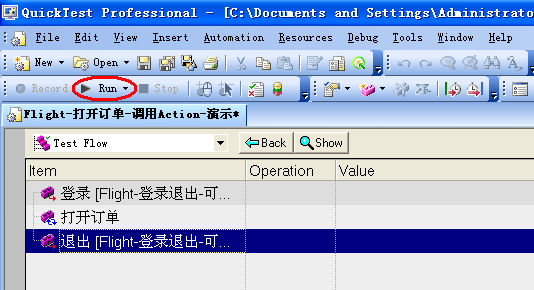 QuickTest Professional - [C:\Documents and Settings\Administrato
File Edit View Insert Automation Resources Debug Tools Window Help
New Open
Record Run Stop
Flight-打开订单-调用Action-演示*
Test Flow Back Show
Item Operation Value
登录 [Flight-登录退出-可...
打开订单
退出 [Flight-登录退出-可...